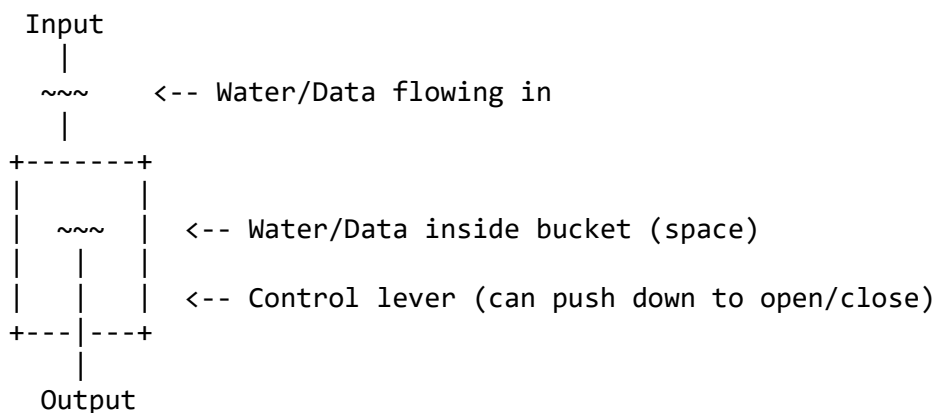 Input
~~~ <-- Water/Data flowing in
~~~ <-- Water/Data inside bucket (space)
<-- Control lever (can push down to open/close)
Output